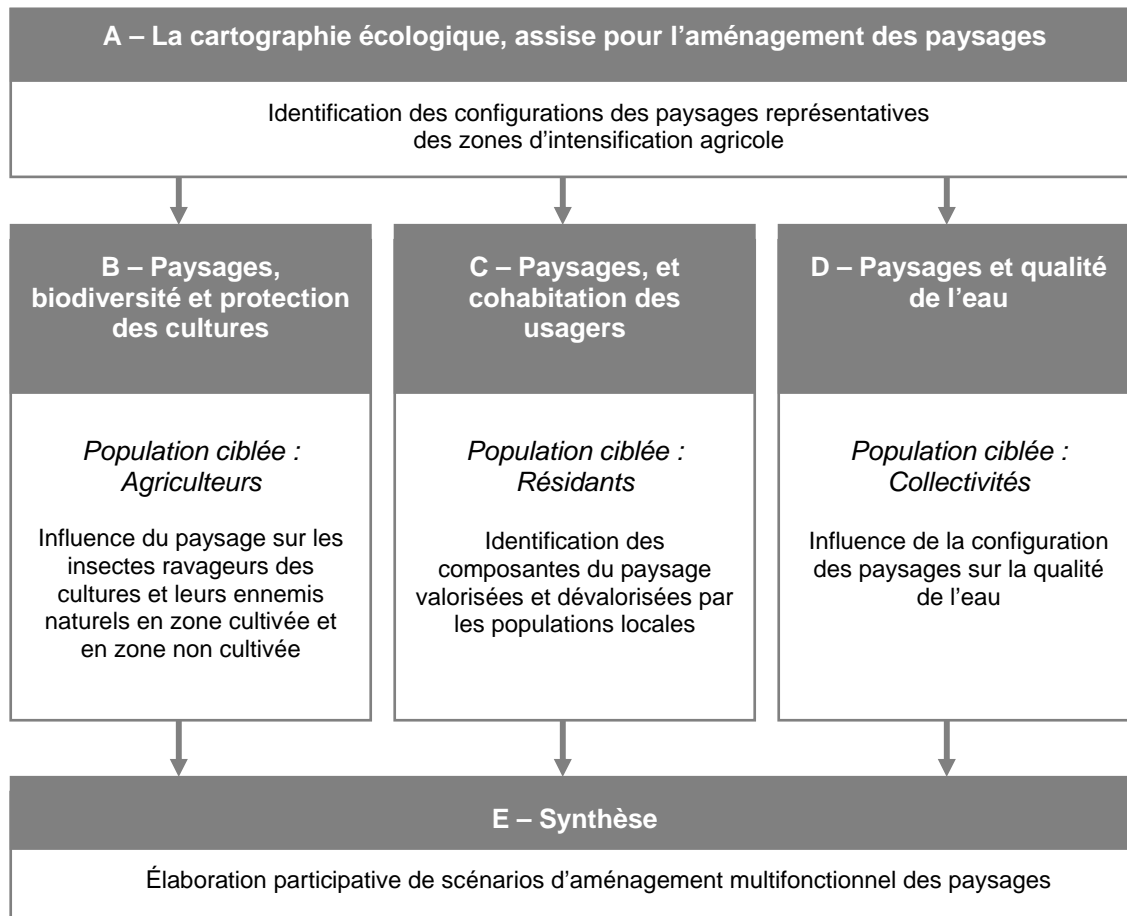 A – La cartographie écologique, assise pour l’aménagement des paysages
Identification des configurations des paysages représentatives
des zones d’intensification agricole
B – Paysages,
biodiversité et protection
des cultures
Population ciblée :
Agriculteurs
Influence du paysage sur les
insectes ravageurs des
cultures et leurs ennemis
naturels en zone cultivée et
en zone non cultivée
C – Paysages, et
cohabitation des
usagers
Population ciblée :
Résidants
Identification des
composantes du paysage
valorisées et dévalorisées par
les populations locales
D – Paysages et qualité
de l’eau
Population ciblée :
Collectivités
Influence de la configuration
des paysages sur la qualité
de l’eau
E – Synthèse
Élaboration participative de scénarios d’aménagement multifonctionnel des paysages